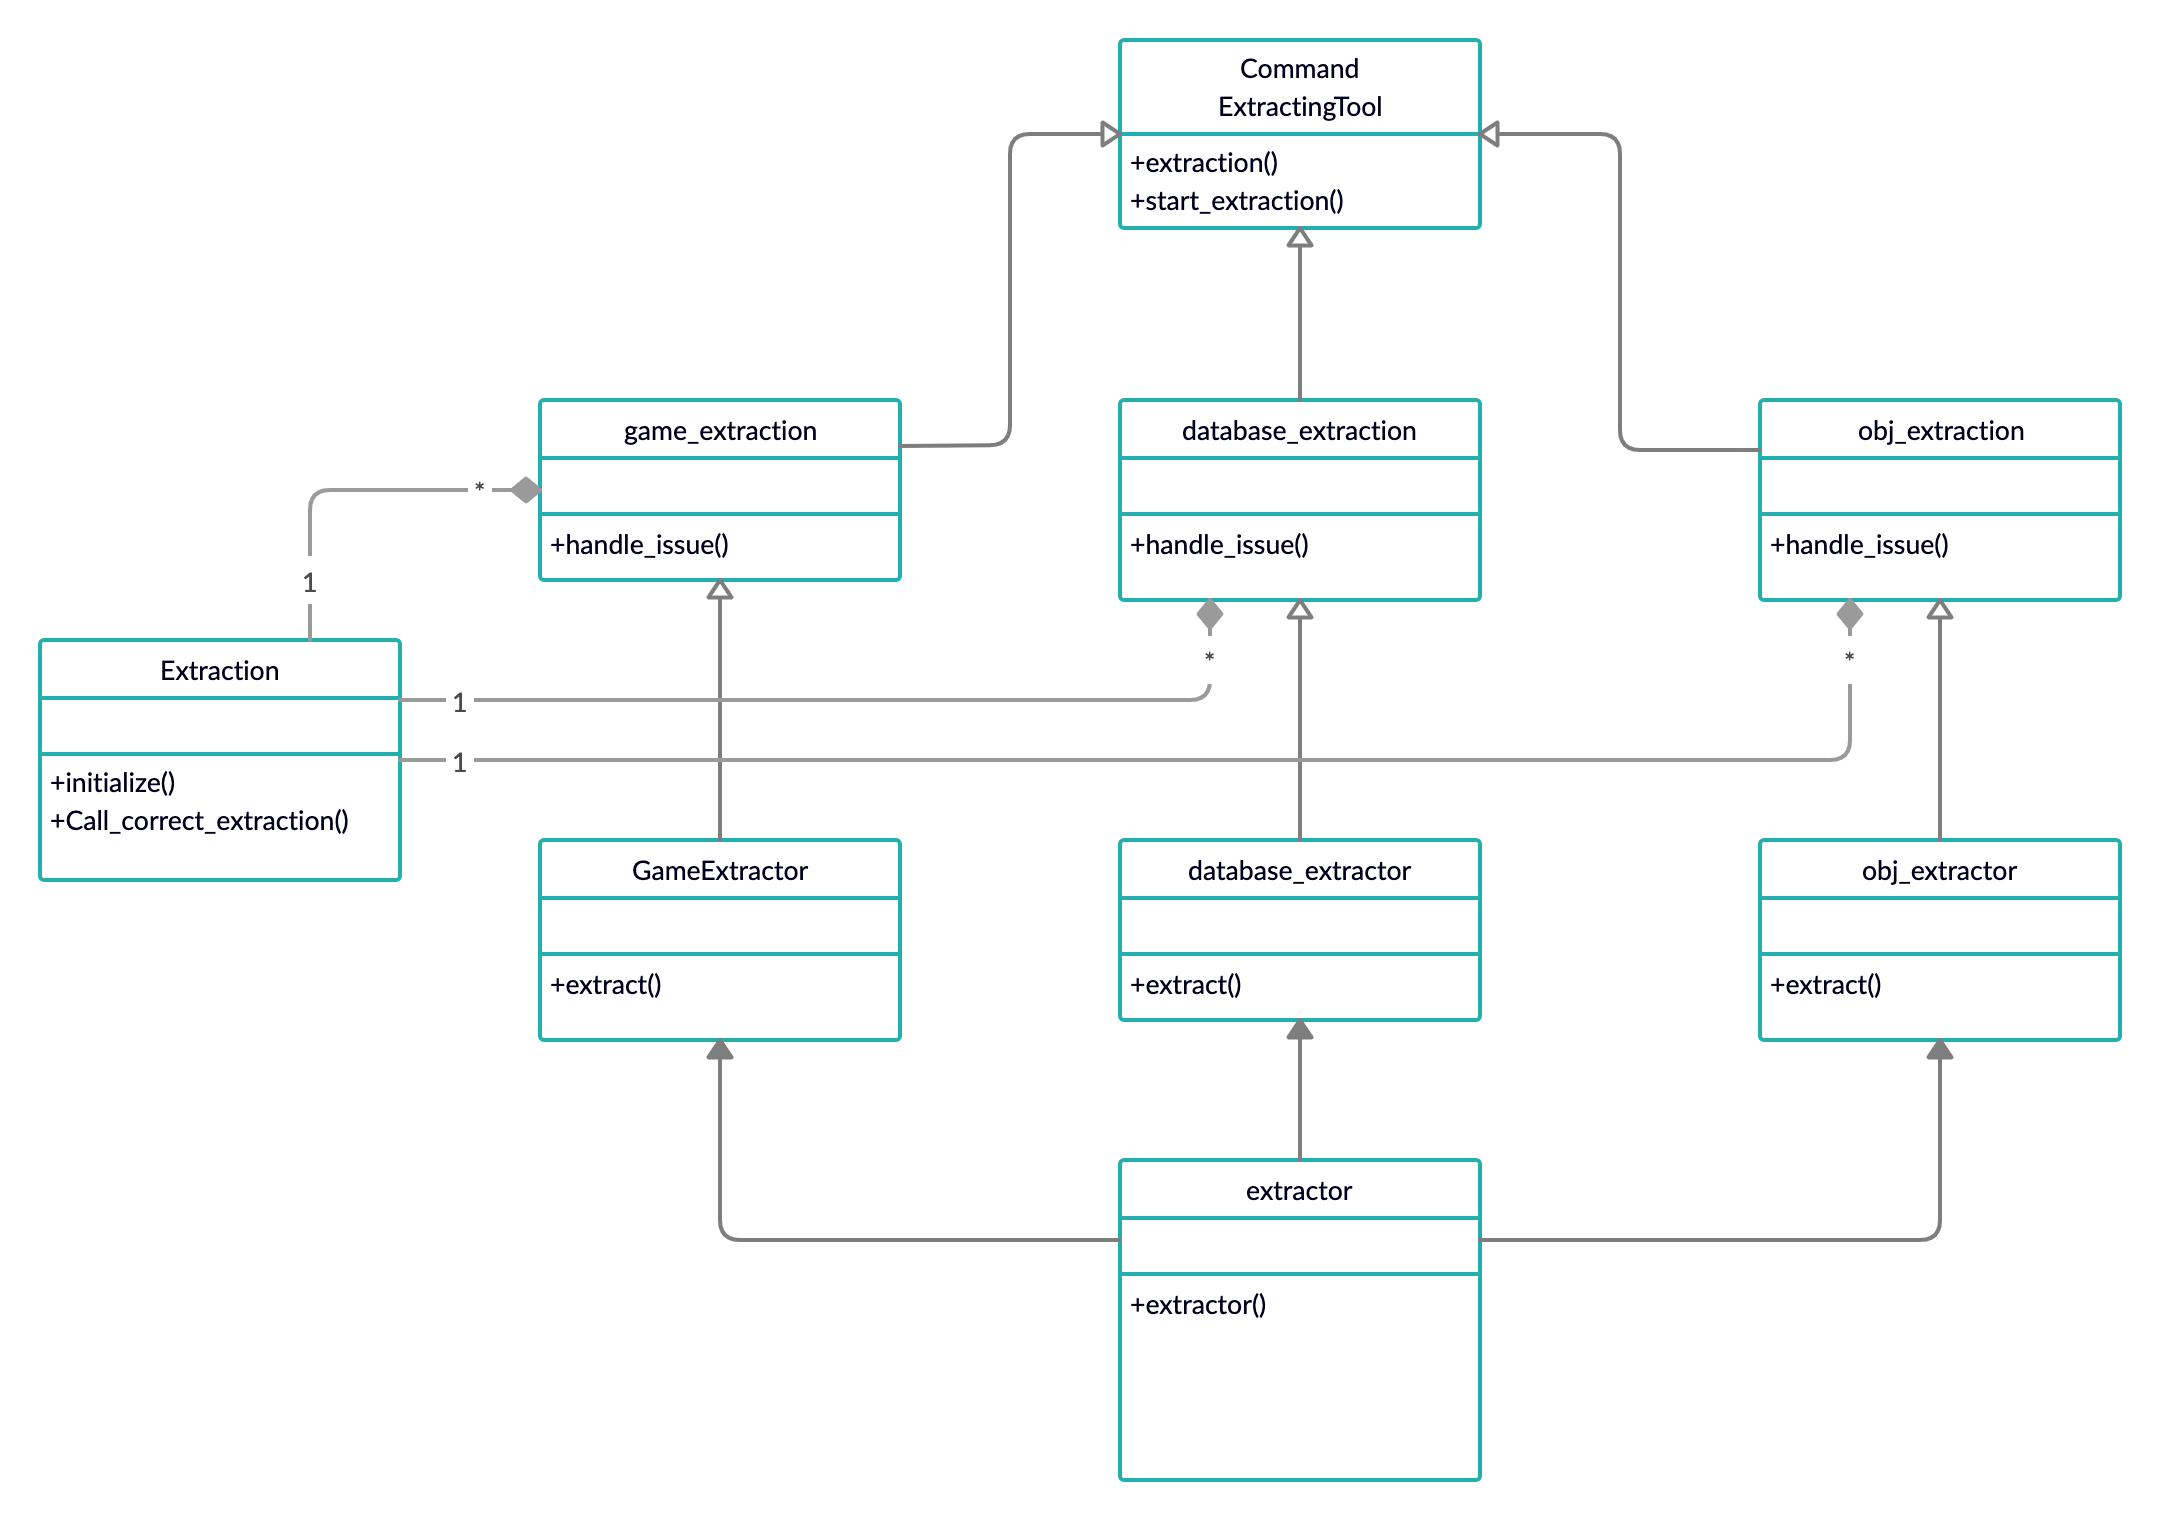 Command
ExtractingTool
+extraction()
+start_extraction()
game_extraction
+handle_issue()
database_extraction
+handle_issue()
obj_extraction
+handle_issue()
*
1
Extraction
+initialize()
+Call_correct_extraction()
1
*
1
*
GameExtractor
+extract()
database_extractor
+extract()
obj_extractor
+extract()
extractor
+extractor()